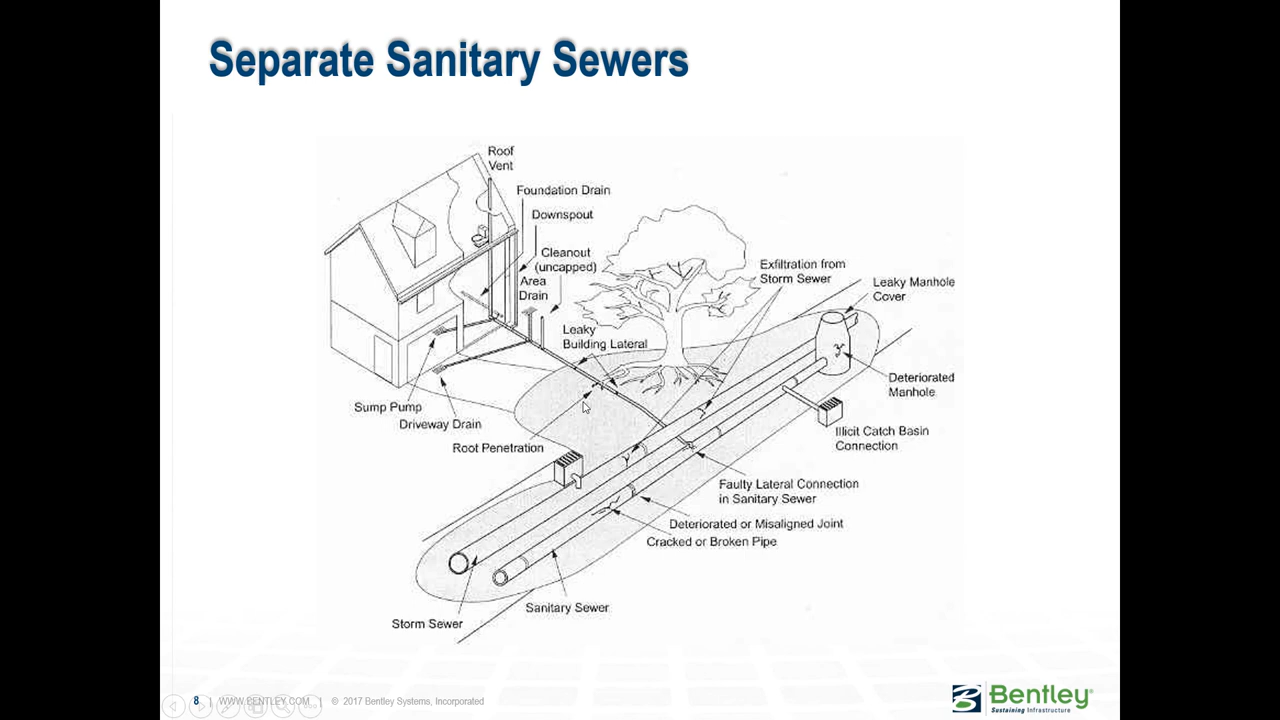 Separate Sanitary Sewers
Roof
Vent
Foundation Drain
Downspout
Cleanout
(uncapped)
Area
Drain
Exfiltration from
Storm Sewer
Leaky Manhole
Cover
Leaky
Building Lateral
Deteriorated
Manhole
Sump Pump
Driveway Drain
Root Penetration
Illicit Catch Basin
Connection
Faulty Lateral Connection
in Sanitary Sewer
Deteriorated or Misaligned Joint
Cracked or Broken Pipe
Sanitary Sewer
Storm Sewer
8 | WWW.BENTLEY.COM | © 2017 Bentley Systems, Incorporated
Bentley®
Sustaining Infrastructure